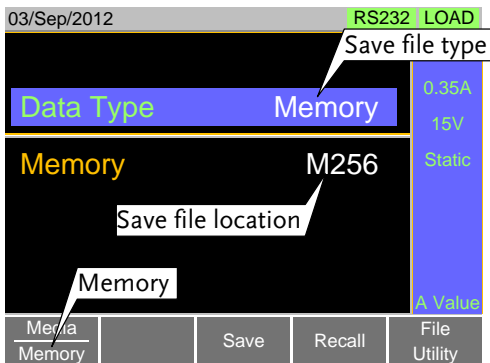 03/Sep/2012 RS232 LOAD
Save file type
Data Type Memory
0.35A
15V
Memory M256
Static
Save file location
Memory
A Value
Media
Memory
Save
Recall
File
Utility